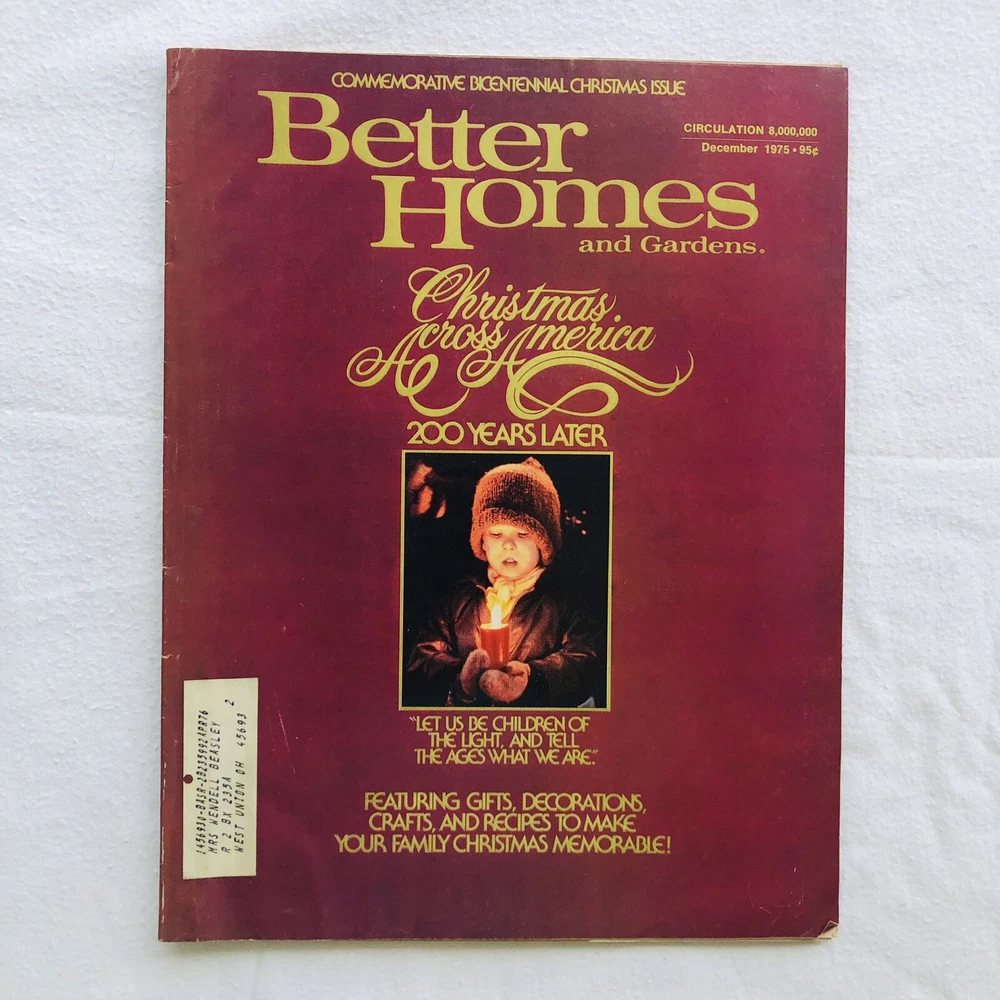 COMMEMORATIVE BICENTENNIAL CHRISTMAS ISSUE
Better
Homes
and Gardens®
CIRCULATION 8,000,000
December 1975 • 95¢
Christmas
Across America
200 YEARS LATER
"LET US BE CHILDREN OF
THE LIGHT, AND TELL
THE AGES WHAT WE ARE."
FEATURING GIFTS, DECORATIONS,
CRAFTS, AND RECIPES TO MAKE
YOUR FAMILY CHRISTMAS MEMORABLE!
MRS WENDELL BEASLEY 2
R 2 BX 235A
WEST UNION OH 45693